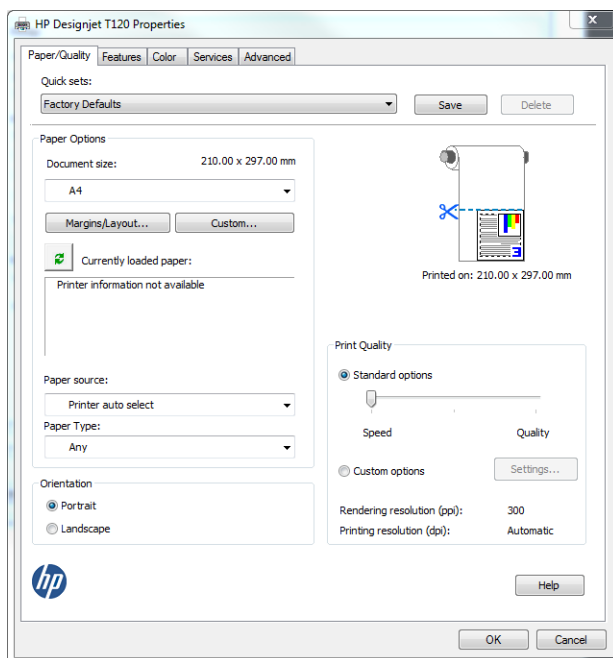 HP Designjet T120 Properties
x
Paper/Quality Features Color Services Advanced
Quick sets:
Factory Defaults Save Delete
Paper Options
Document size: 210.00 x 297.00 mm
A4
Margins/Layout... Custom...
Currently loaded paper:
Printer information not available
Printed on: 210.00 x 297.00 mm
Paper source:
Printer auto select
Paper Type:
Any
Print Quality
Standard options
Speed Quality
Custom options Settings...
Rendering resolution (ppi): 300
Printing resolution (dpi): Automatic
Orientation
Portrait
Landscape
hp
Help
OK Cancel